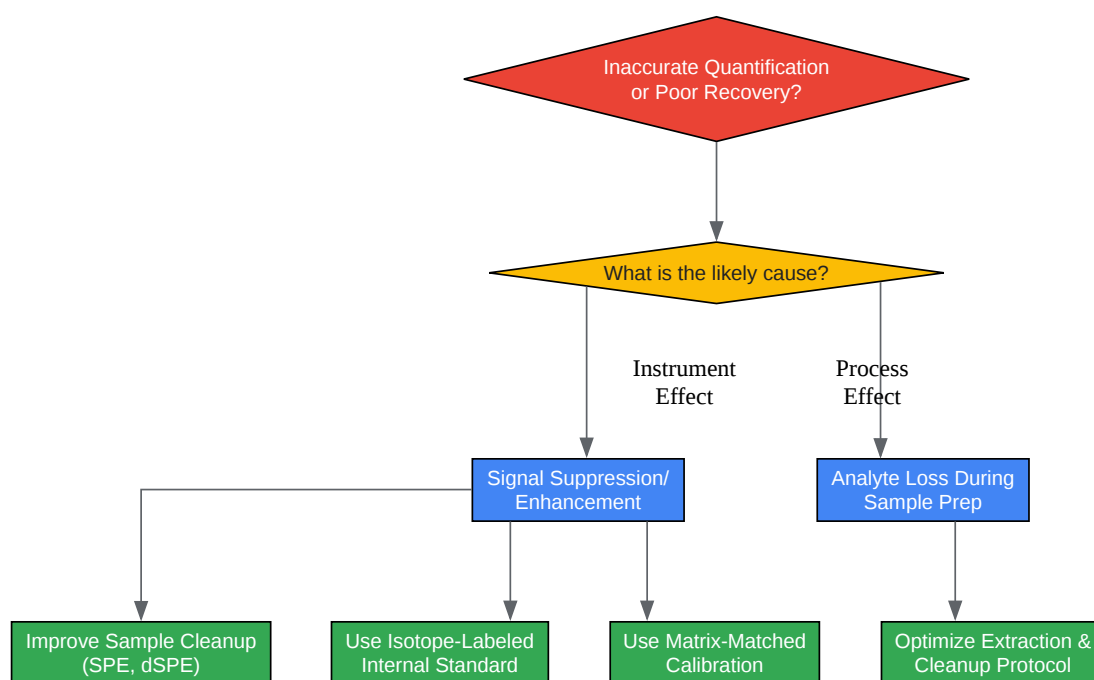 Inaccurate Quantification
or Poor Recovery?
What is the likely cause?
Instrument
Effect
Process
Effect
Signal Suppression/
Enhancement
Analyte Loss During
Sample Prep
Improve Sample Cleanup
(SPE, dSPE)
Use Isotope-Labeled
Internal Standard
Use Matrix-Matched
Calibration
Optimize Extraction &
Cleanup Protocol